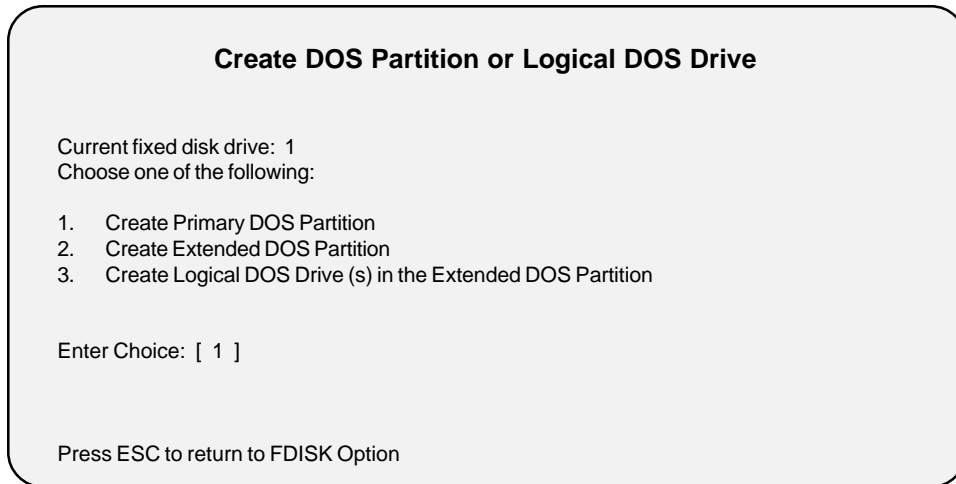 Create DOS Partition or Logical DOS Drive
Current fixed disk drive: 1
Choose one of the following:
1. Create Primary DOS Partition
2. Create Extended DOS Partition
3. Create Logical DOS Drive (s) in the Extended DOS Partition
Enter Choice: [ 1 ]
Press ESC to return to FDISK Option